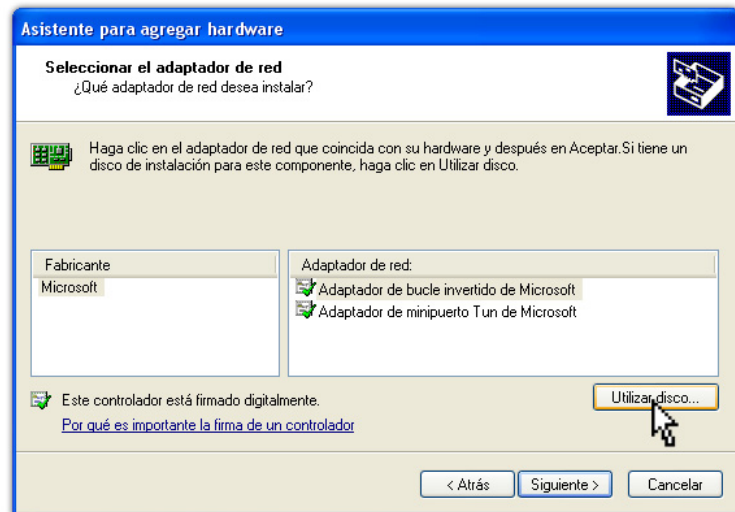 Asistente para agregar hardware
Seleccionar el adaptador de red
¿Qué adaptador de red desea instalar?
Haga clic en el adaptador de red que coincida con su hardware y después en Aceptar.Si tiene un
disco de instalación para este componente, haga clic en Utilizar disco.
Fabricante
Microsoft
Adaptador de red:
Adaptador de bucle invertido de Microsoft
Adaptador de minipuerto Tun de Microsoft
Este controlador está firmado digitalmente.
Por qué es importante la firma de un controlador
Utilizar disco...
< Atrás
Siguiente >
Cancelar